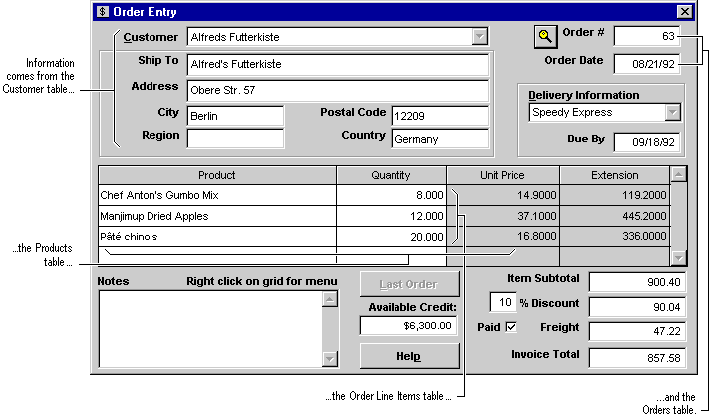 $ Order Entry
Customer Alfreds Futterkiste Order # 63
Information
comes from the
Customer table...
Ship To Alfred's Futterkiste Order Date 08/21/92
Address Obere Str. 57 Delivery Information
Speedy Express
City Berlin Postal Code 12209
Region Country Germany Due By 09/18/92
Product Quantity Unit Price Extension
Chef Anton's Gumbo Mix 8.000 14.9000 119.2000
Manjimup Dried Apples 12.000 37.1000 445.2000
Pâté chinois 20.000 16.8000 336.0000
...the Products
table...
Notes Right click on grid for menu Last Order Item Subtotal 900.40
10 % Discount 90.04
Available Credit:
$6,300.00 Paid Freight 47.22
Help Invoice Total 857.58
...the Order Line Items table...
...and the
Orders table.